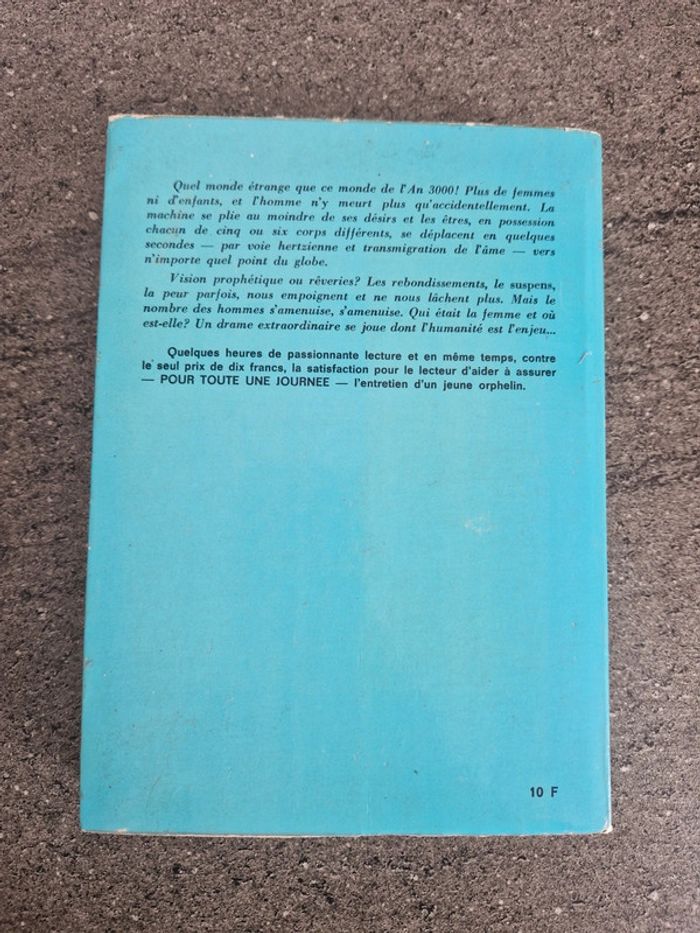 Quel monde étrange que ce monde de l'An 3000! Plus de femmes
ni d'enfants, et l'homme n'y meurt plus qu'accidentellement. La
machine se plie au moindre de ses désirs et les êtres, en possession
chacun de cinq ou six corps différents, se déplacent en quelques
secondes — par voie hertzienne et transmigration de l'âme — vers
n'importe quel point du globe.
Vision prophétique ou rêveries? Les rebondissements, le suspens,
la peur parfois, nous empoignent et ne nous lâchent plus. Mais le
nombre des hommes s'amenuise, s'amenuise. Qui était la femme et où
est-elle? Un drame extraordinaire se joue dont l'humanité est l'enjeu...
Quelques heures de passionnante lecture et en même temps, contre
le seul prix de dix francs, la satisfaction pour le lecteur d'aider à assurer
— POUR TOUTE UNE JOURNEE — l'entretien d'un jeune orphelin.
10 F